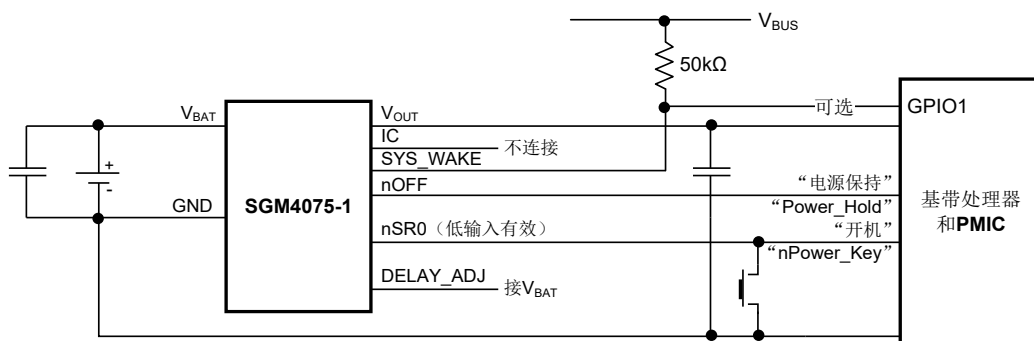 VBUS
50kΩ
VBAT
VOUT
可选
GPIO1
IC
不连接
SYS_WAKE
+
-
nOFF
“电源保持”
GND
SGM4075-1
“Power_Hold”
基带处理器
和PMIC
nSR0（低输入有效）
“开机”
“nPower_Key”
DELAY_ADJ
接VBAT